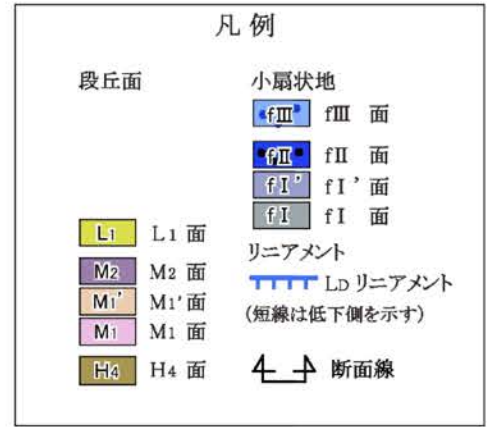 凡 例
段丘面
小扇状地
fⅢ fⅢ 面
fⅡ fⅡ 面
fⅠ' fⅠ' 面
fⅠ fⅠ 面
L1 L1 面
M2 M2 面
M1' M1' 面
M1 M1 面
H4 H4 面
リニアメント
LD リニアメント
(短線は低下側を示す)
断面線